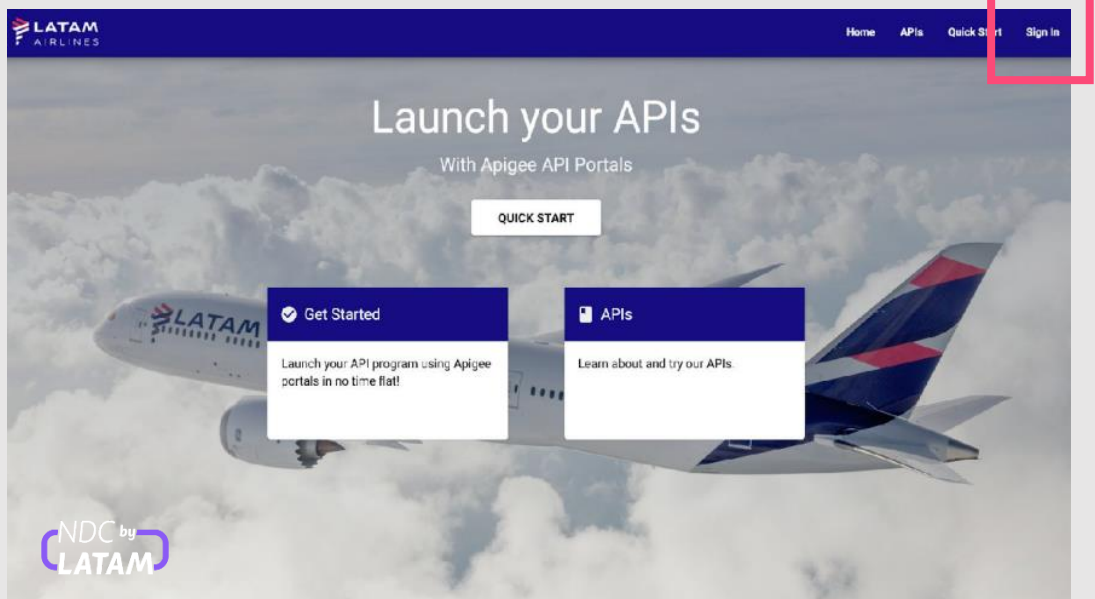 LATAM
AIRLINES
Home APIs Quick Start Sign In
Launch your APIs
With Apigee API Portals
QUICK START
LATAM
Get Started
APIs
Launch your API program using Apigee
portals in no time flat!
Learn about and try our APIs.
NDC by
LATAM